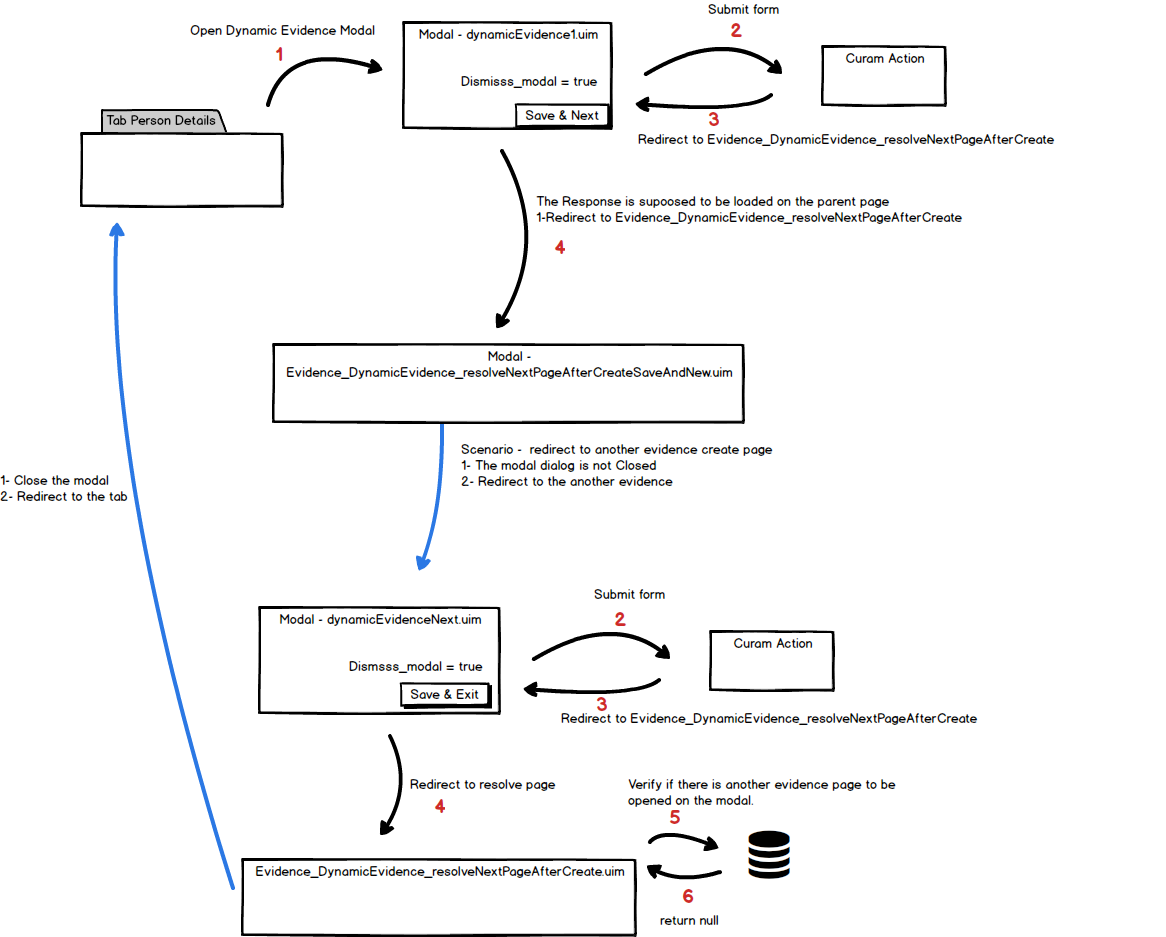 Submit form
2
Open Dynamic Evidence Modal
1
Modal - dynamicEvidence1.uim
Dismisss_modal = true
Save & Next
Curam Action
3
Redirect to Evidence_DynamicEvidence_resolveNextPageAfterCreate
Tab Person Details
The Response is supoosed to be loaded on the parent page
1-Redirect to Evidence_DynamicEvidence_resolveNextPageAfterCreate
4
Modal -
Evidence_DynamicEvidence_resolveNextPageAfterCreateSaveAndNew.uim
Scenario - redirect to another evidence create page
1- The modal dialog is not Closed
2- Redirect to the another evidence
1- Close the modal
2- Redirect to the tab
Submit form
2
Modal - dynamicEvidenceNext.uim
Dismsss_modal = true
Save & Exit
Curam Action
3
Redirect to Evidence_DynamicEvidence_resolveNextPageAfterCreate
Redirect to resolve page
4
Verify if there is another evidence page to be
opened on the modal.
5
Evidence_DynamicEvidence_resolveNextPageAfterCreate.uim
6
return null